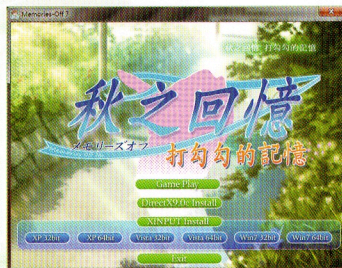 Memories-Off 7
秋之回憶 打勾勾的記憶
秋之回憶
メモリーズオフ
打勾勾的記憶
Game Play
DirectX9.0c Install
XINPUT Install
XP 32bit
XP 64bit
Vista 32bit
Vista 64bit
Win7 32bit
Win7 64bit
Exit